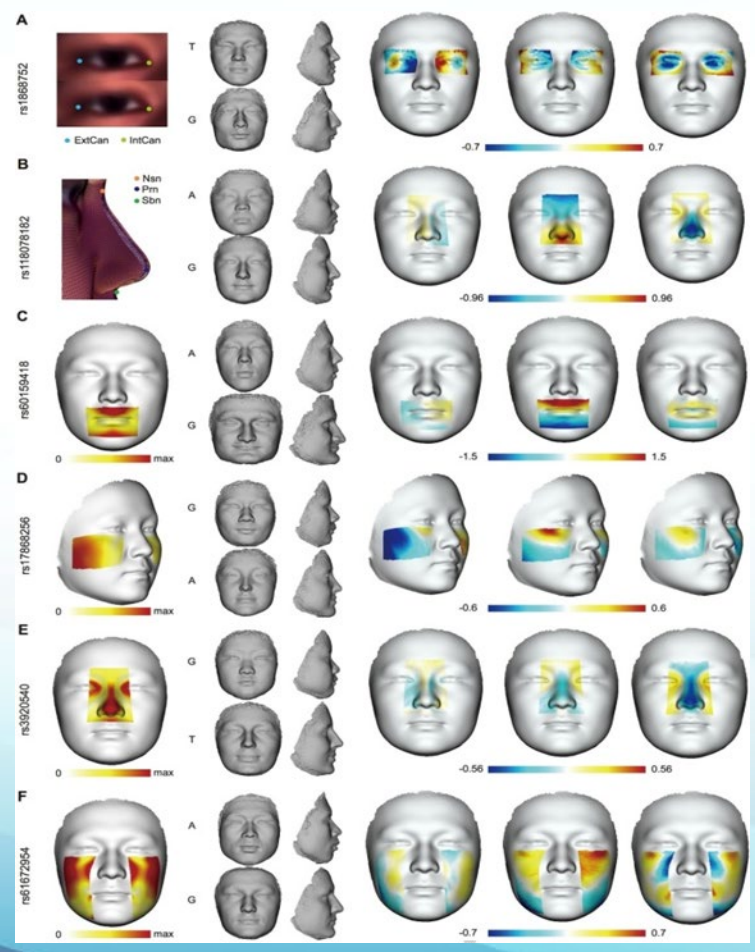 A
rs1868752
T
G
ExtCan IntCan
-0.7 0.7
B
rs118078182
Nsn
Prn
Sbn
A
G
-0.96 0.96
C
rs60159418
A
G
0 max
-1.5 1.5
D
rs17868256
G
A
0 max
-0.6 0.6
E
rs3920540
G
T
0 max
-0.56 0.56
F
rs61672954
A
G
0 max
-0.7 0.7